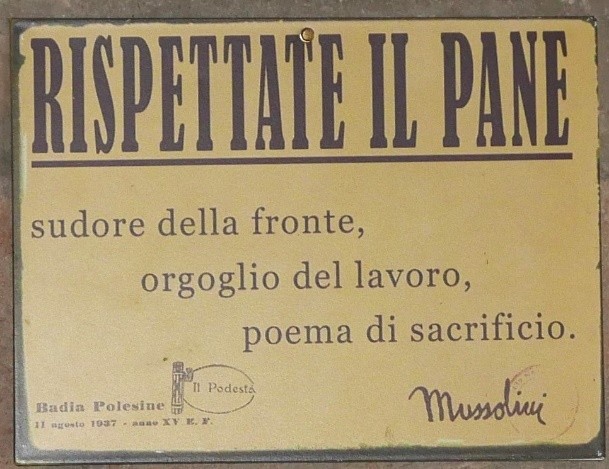 RISPETTATE IL PANE
sudore della fronte,
orgoglio del lavoro,
poema di sacrificio.
Il Podestà
Badia Polesine
11 agosto 1937 - anno XV E. F.
Mussolini